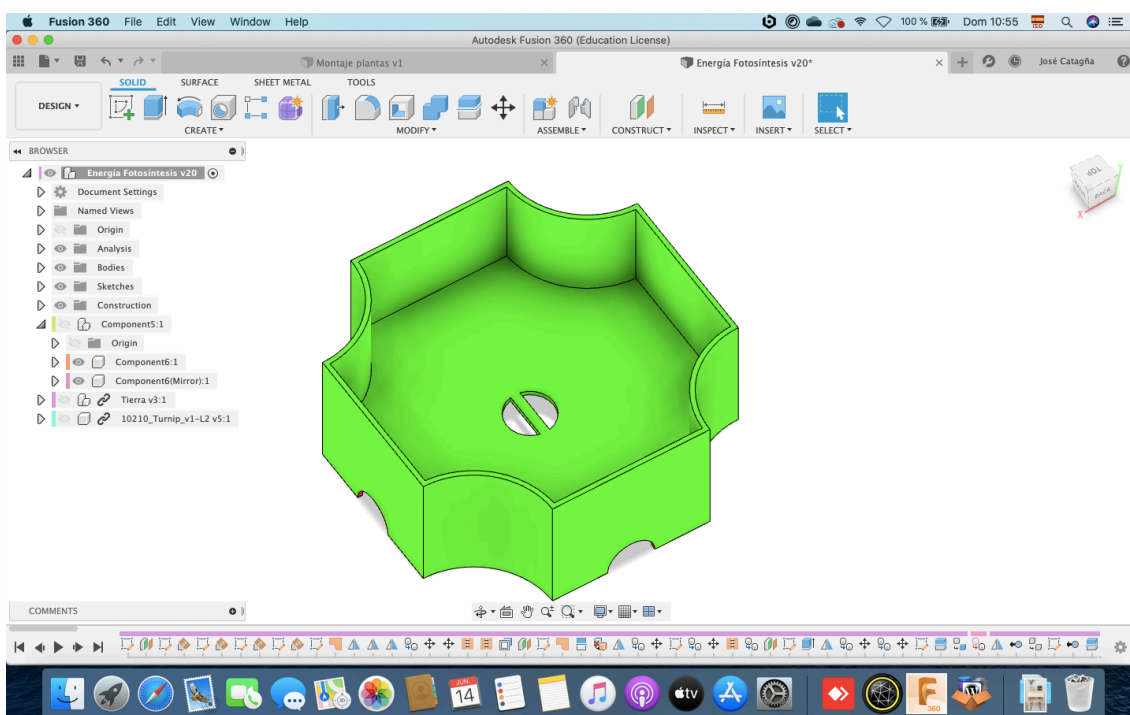 Fusion 360 File Edit View Window Help 100 % Dom 10:55 ISO
Autodesk Fusion 360 (Education License)
Montaje plantas v1 × Energía Fotosíntesis v20* × + José Catagña ?
SOLID SURFACE SHEET METAL TOOLS
DESIGN ▾ CREATE ▾ MODIFY ▾ ASSEMBLE ▾ CONSTRUCT ▾ INSPECT ▾ INSERT ▾ SELECT ▾
BROWSER
Energía Fotosíntesis v20
Document Settings
Named Views
Origin
Analysis
Bodies
Sketches
Construction
Component5:1
Origin
Component6:1
Component6(Mirror):1
Tierra v3:1
10210_Turnip_v1-L2 v5:1
TOP
BACK
X
Y
COMMENTS
JUN
14
tv
F
360